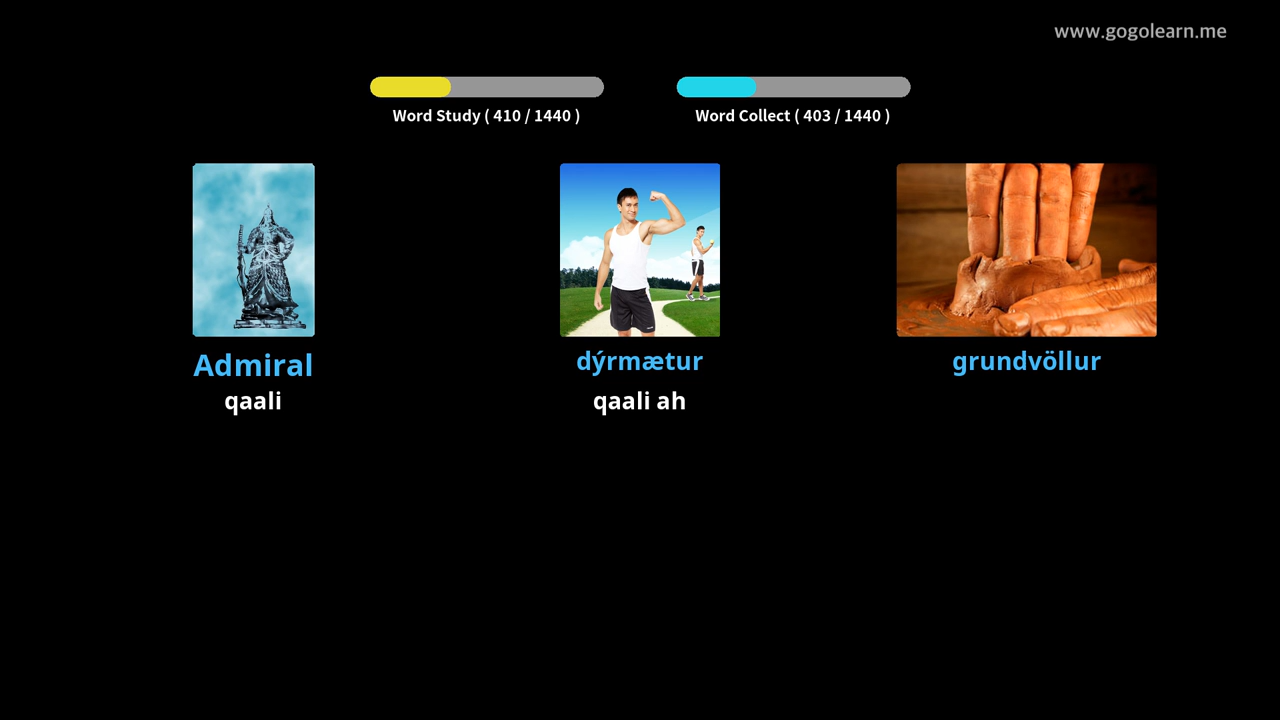 www.gogolearn.me
Word Study ( 410 / 1440 )
Word Collect ( 403 / 1440 )
Admiral
qaali
dýrmætur
qaali ah
grundvöllur